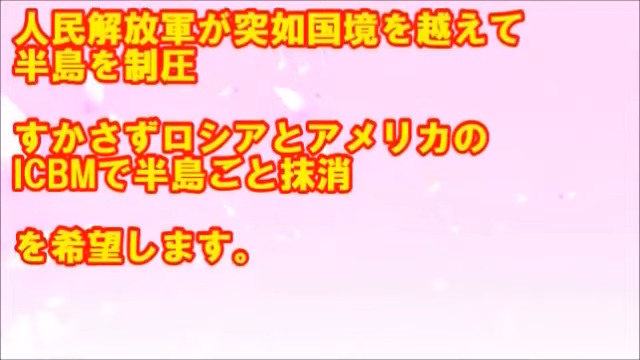 人民解放軍が突如国境を越えて
半島を制圧
すかさずロシアとアメリカの
ICBMで半島ごと抹消
を希望します。